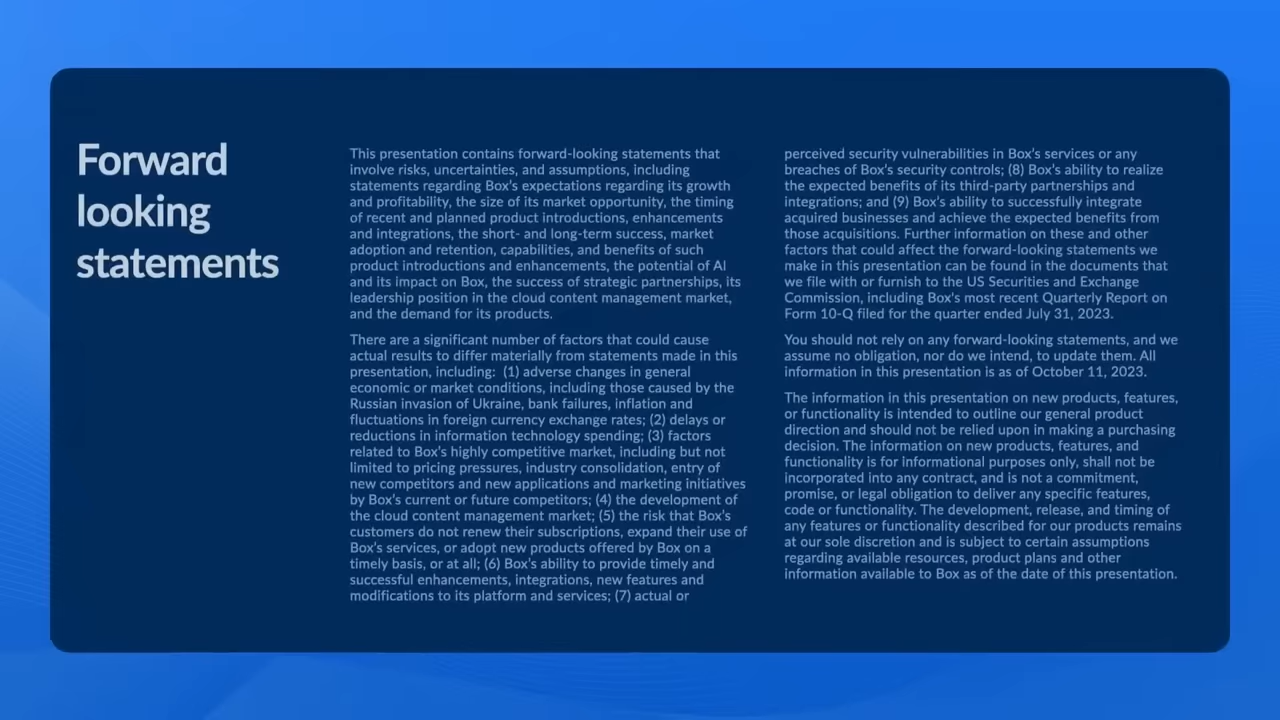 Forward
looking
statements
This presentation contains forward-looking statements that
involve risks, uncertainties, and assumptions, including
statements regarding Box's expectations regarding its growth
and profitability, the size of its market opportunity, the timing
of recent and planned product introductions, enhancements
and integrations, the short- and long-term success, market
adoption and retention, capabilities, and benefits of such
product introductions and enhancements, the potential of AI
and its impact on Box, the success of strategic partnerships, its
leadership position in the cloud content management market,
and the demand for its products.
There are a significant number of factors that could cause
actual results to differ materially from statements made in this
presentation, including:  (1) adverse changes in general
economic or market conditions, including those caused by the
Russian invasion of Ukraine, bank failures, inflation and
fluctuations in foreign currency exchange rates; (2) delays or
reductions in information technology spending; (3) factors
related to Box's highly competitive market, including but not
limited to pricing pressures, industry consolidation, entry of
new competitors and new applications and marketing initiatives
by Box's current or future competitors; (4) the development of
the cloud content management market; (5) the risk that Box's
customers do not renew their subscriptions, expand their use of
Box's services, or adopt new products offered by Box on a
timely basis, or at all; (6) Box's ability to provide timely and
successful enhancements, integrations, new features and
modifications to its platform and services; (7) actual or
perceived security vulnerabilities in Box's services or any
breaches of Box's security controls; (8) Box's ability to realize
the expected benefits of its third-party partnerships and
integrations; and (9) Box's ability to successfully integrate
acquired businesses and achieve the expected benefits from
those acquisitions. Further information on these and other
factors that could affect the forward-looking statements we
make in this presentation can be found in the documents that
we file with or furnish to the US Securities and Exchange
Commission, including Box's most recent Quarterly Report on
Form 10-Q filed for the quarter ended July 31, 2023.
You should not rely on any forward-looking statements, and we
assume no obligation, nor do we intend, to update them. All
information in this presentation is as of October 11, 2023.
The information in this presentation on new products, features,
or functionality is intended to outline our general product
direction and should not be relied upon in making a purchasing
decision. The information on new products, features, and
functionality is for informational purposes only, shall not be
incorporated into any contract, and is not a commitment,
promise, or legal obligation to deliver any specific features,
code or functionality. The development, release, and timing of
any features or functionality described for our products remains
at our sole discretion and is subject to certain assumptions
regarding available resources, product plans and other
information available to Box as of the date of this presentation.